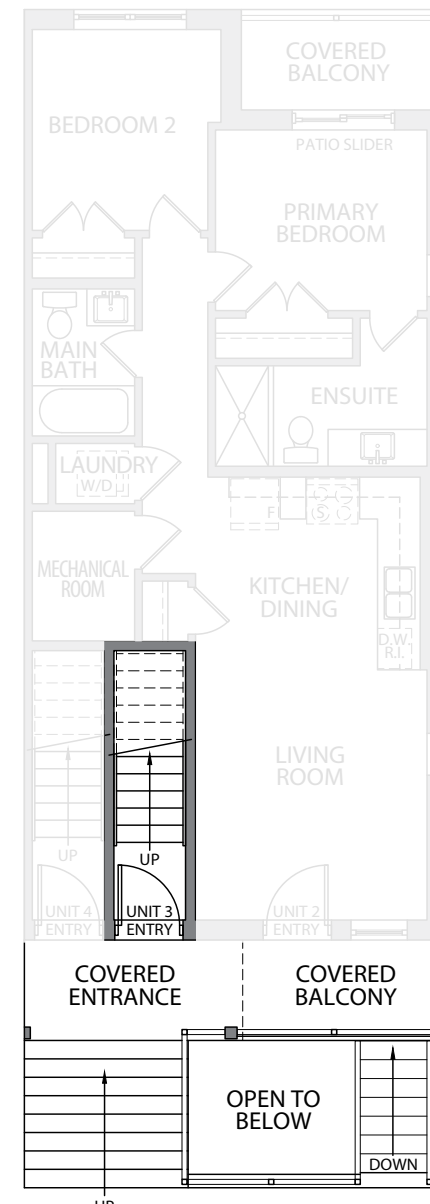 COVERED
BALCONY
BEDROOM 2
PATIO SLIDER
PRIMARY
BEDROOM
MAIN
BATH
ENSUITE
LAUNDRY
W/D
F
S
MECHANICAL
ROOM
KITCHEN/
DINING
D.W.
R.I.
LIVING
ROOM
UP
UP
UNIT 4
ENTRY
UNIT 3
ENTRY
UNIT 2
ENTRY
COVERED
ENTRANCE
COVERED
BALCONY
OPEN TO
BELOW
DOWN
UP